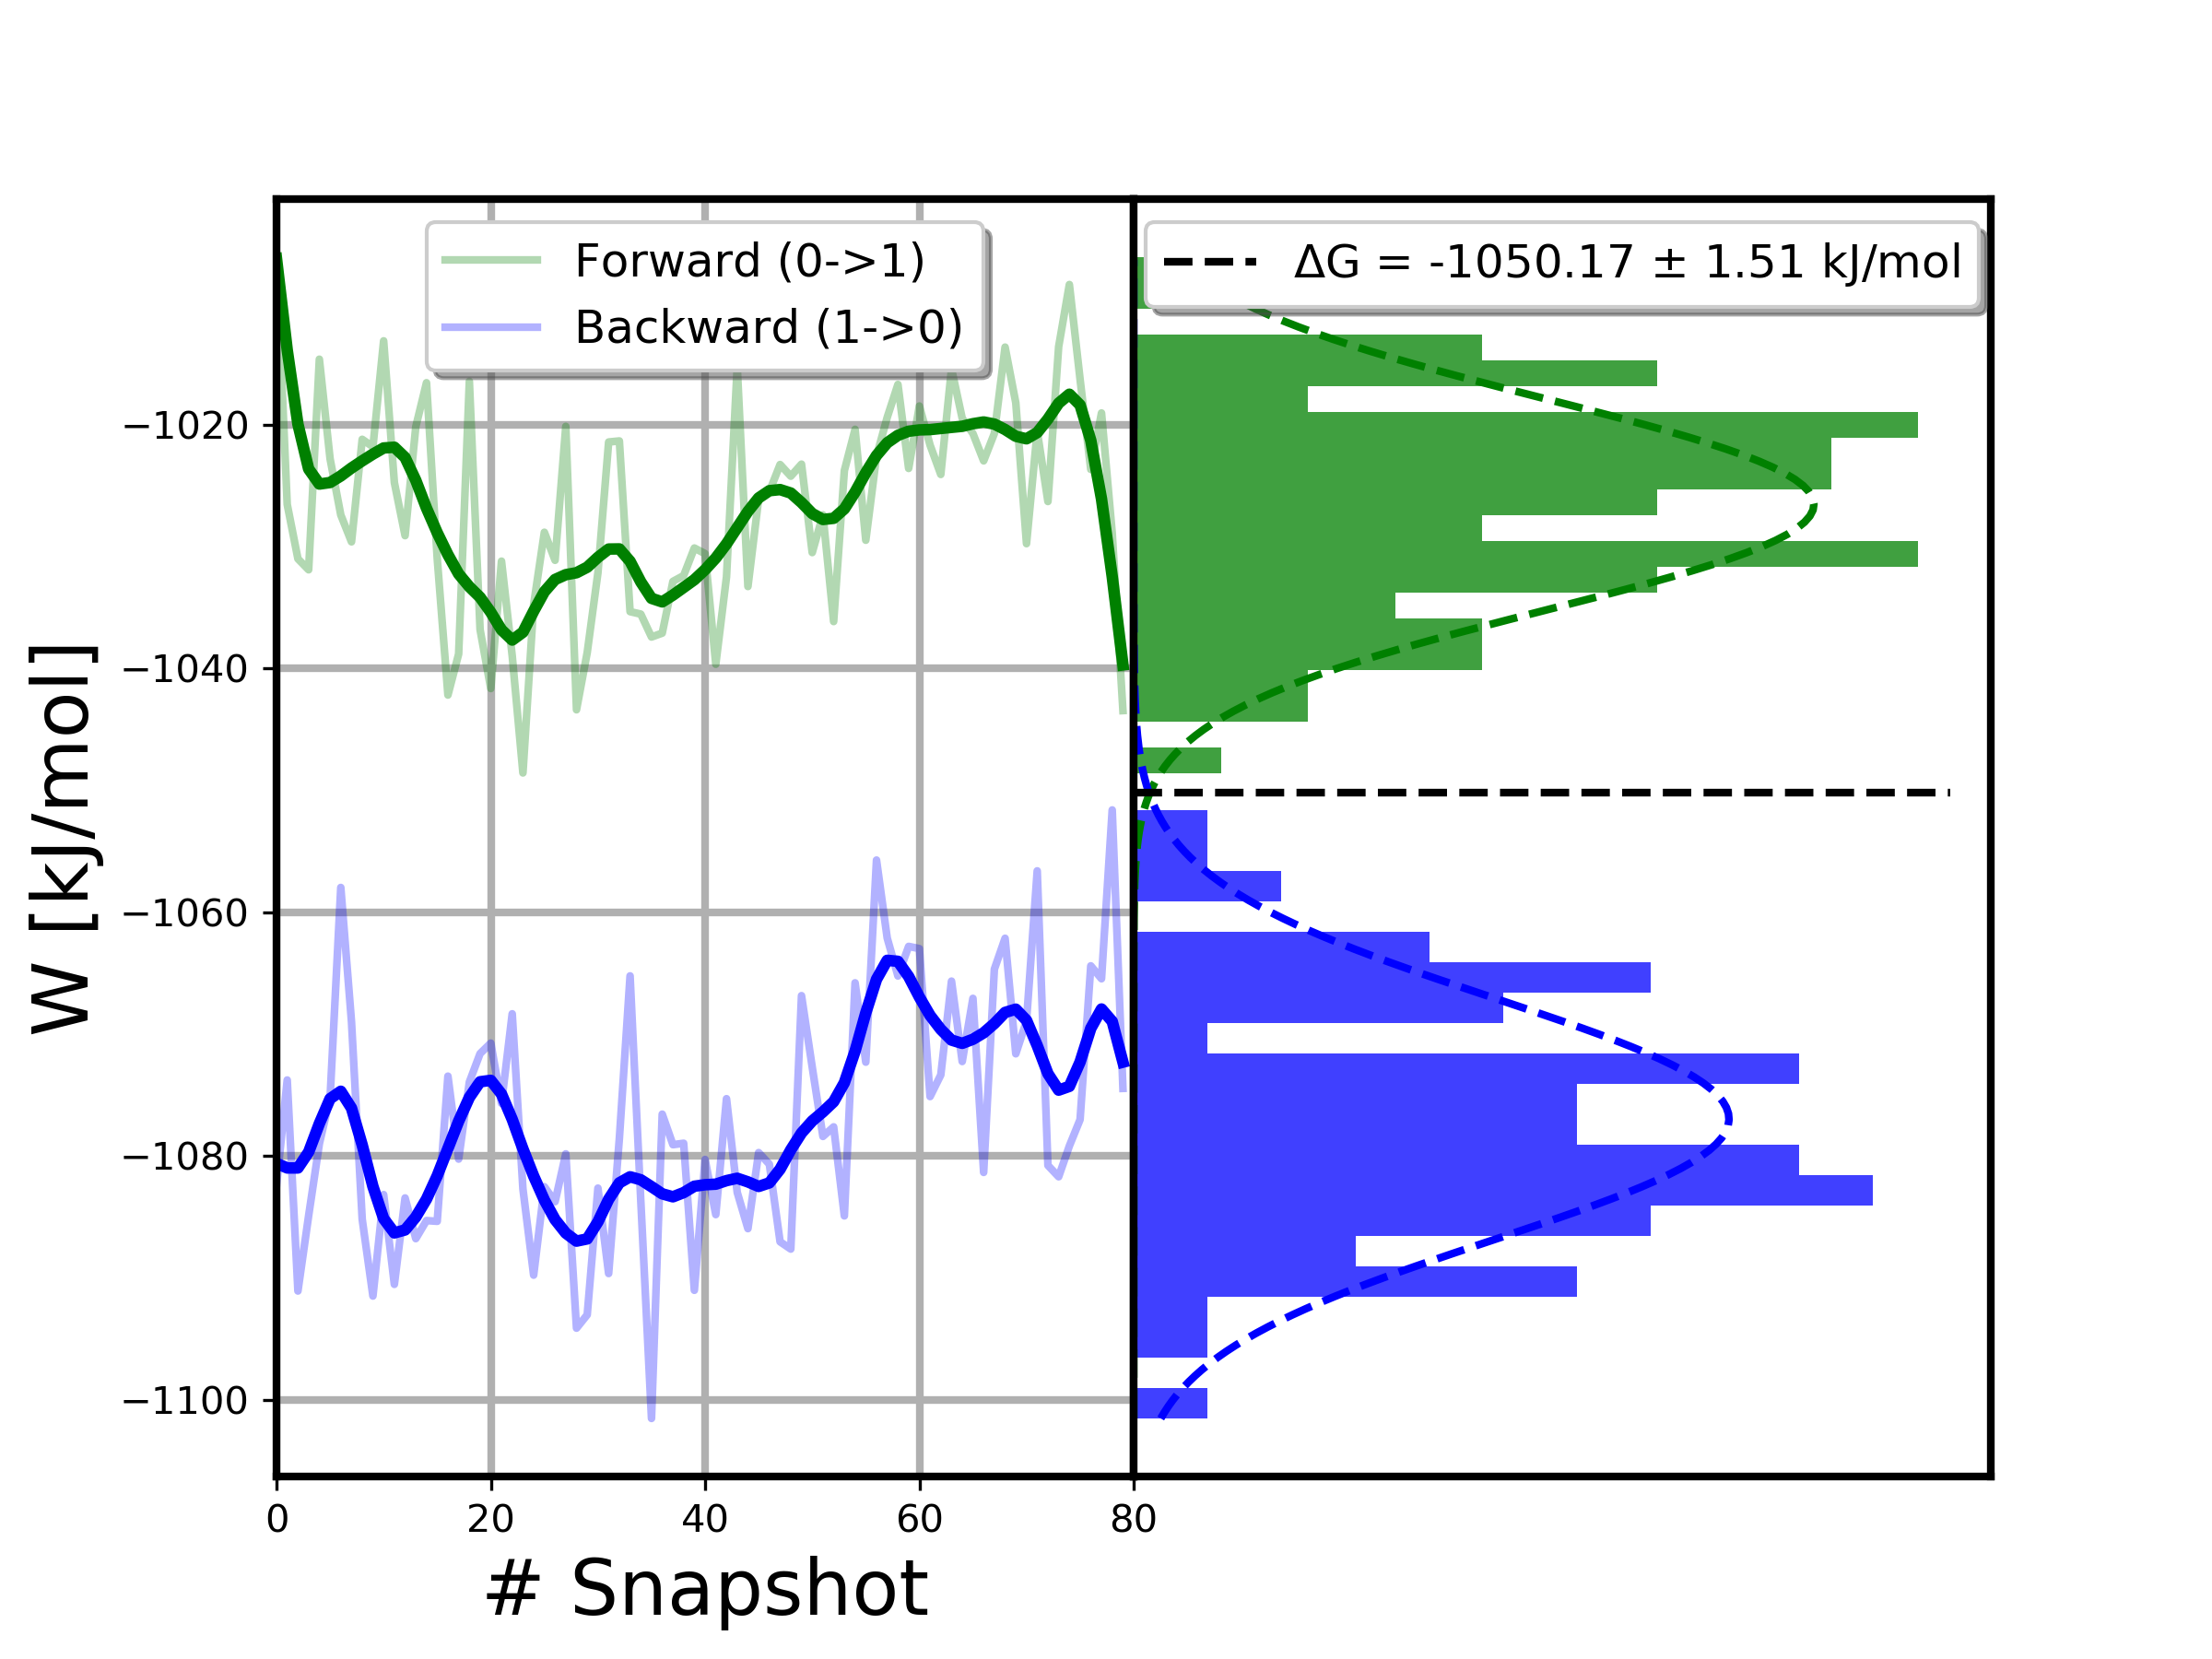 Forward (0->1)
Backward (1->0)
ΔG = -1050.17 ± 1.51 kJ/mol
W [kJ/mol]
−1020
−1040
−1060
−1080
−1100
0 20 40 60 80
# Snapshot